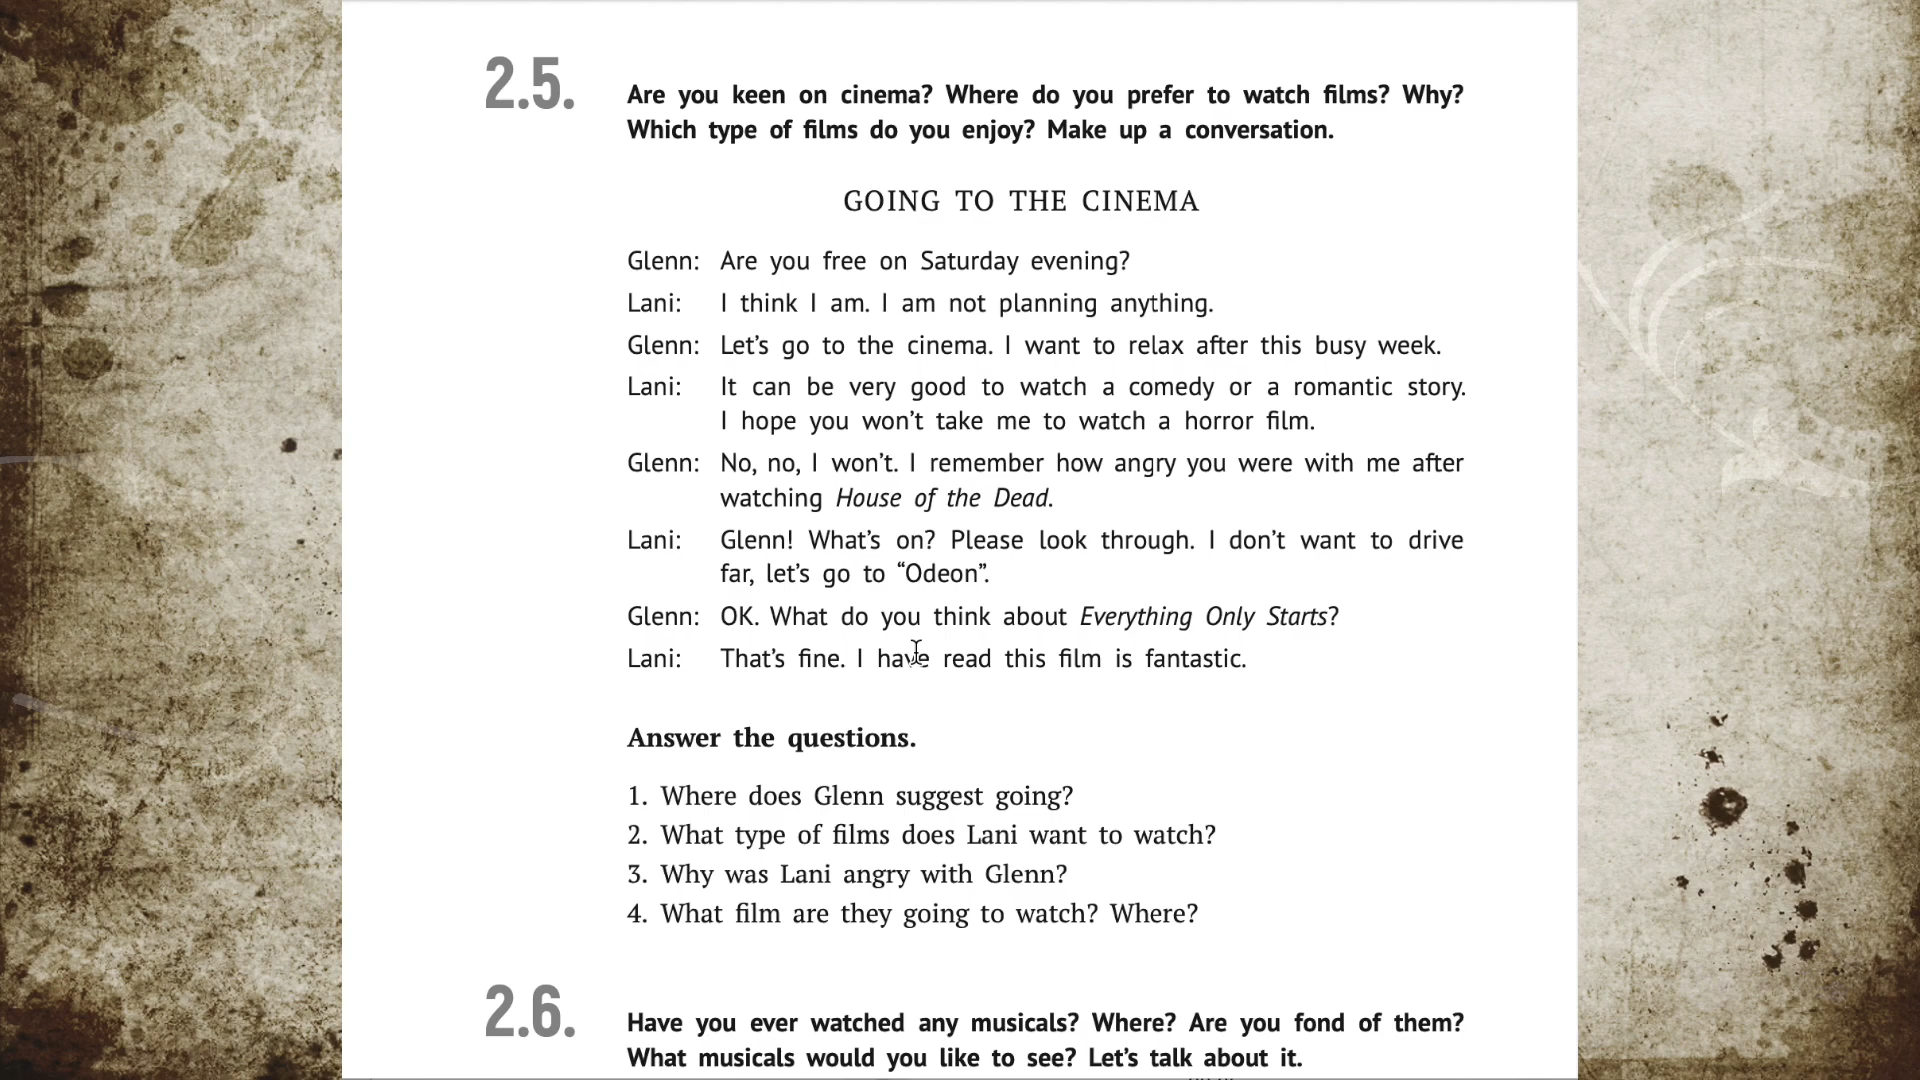 2.5. Are you keen on cinema? Where do you prefer to watch films? Why?
Which type of films do you enjoy? Make up a conversation.
GOING TO THE CINEMA
Glenn: Are you free on Saturday evening?
Lani: I think I am. I am not planning anything.
Glenn: Let’s go to the cinema. I want to relax after this busy week.
Lani: It can be very good to watch a comedy or a romantic story.
I hope you won’t take me to watch a horror film.
Glenn: No, no, I won’t. I remember how angry you were with me after
watching House of the Dead.
Lani: Glenn! What’s on? Please look through. I don’t want to drive
far, let’s go to “Odeon”.
Glenn: OK. What do you think about Everything Only Starts?
Lani: That’s fine. I have read this film is fantastic.
Answer the questions.
1. Where does Glenn suggest going?
2. What type of films does Lani want to watch?
3. Why was Lani angry with Glenn?
4. What film are they going to watch? Where?
2.6. Have you ever watched any musicals? Where? Are you fond of them?
What musicals would you like to see? Let’s talk about it.